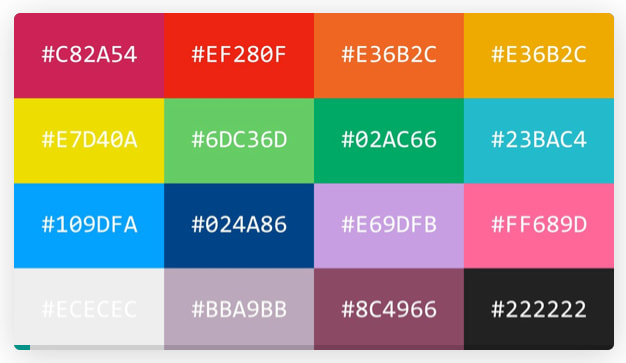 #C82A54 #EF280F #E36B2C #E36B2C
#E7D40A #6DC36D #02AC66 #23BAC4
#109DFA #024A86 #E69DFB #FF689D
#ECECEC #BBA9BB #8C4966 #222222